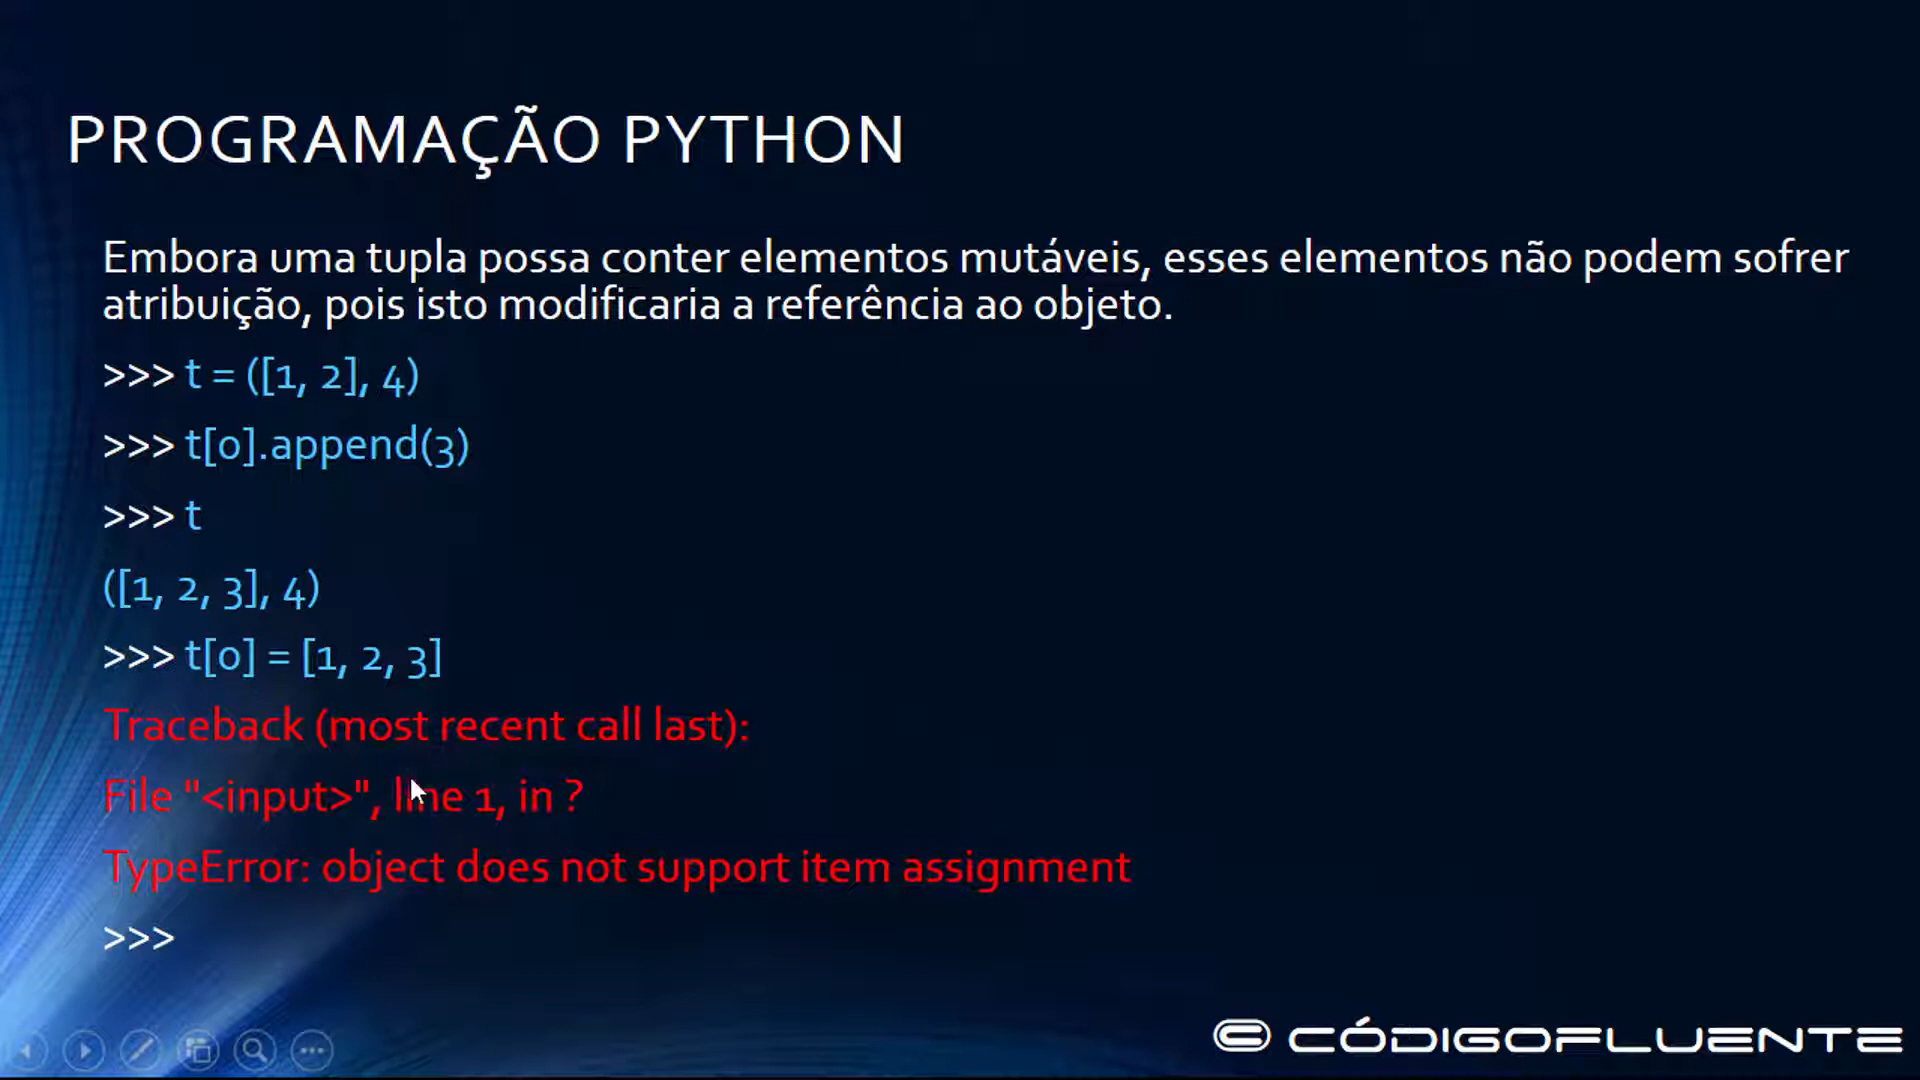 PROGRAMAÇÃO PYTHON
Embora uma tupla possa conter elementos mutáveis, esses elementos não podem sofrer
atribuição, pois isto modificaria a referência ao objeto.
>>> t = ([1, 2], 4)
>>> t[0].append(3)
>>> t
([1, 2, 3], 4)
>>> t[0] = [1, 2, 3]
Traceback (most recent call last):
File "<input>", line 1, in ?
TypeError: object does not support item assignment
>>>
CÓDIGOFLUENTE